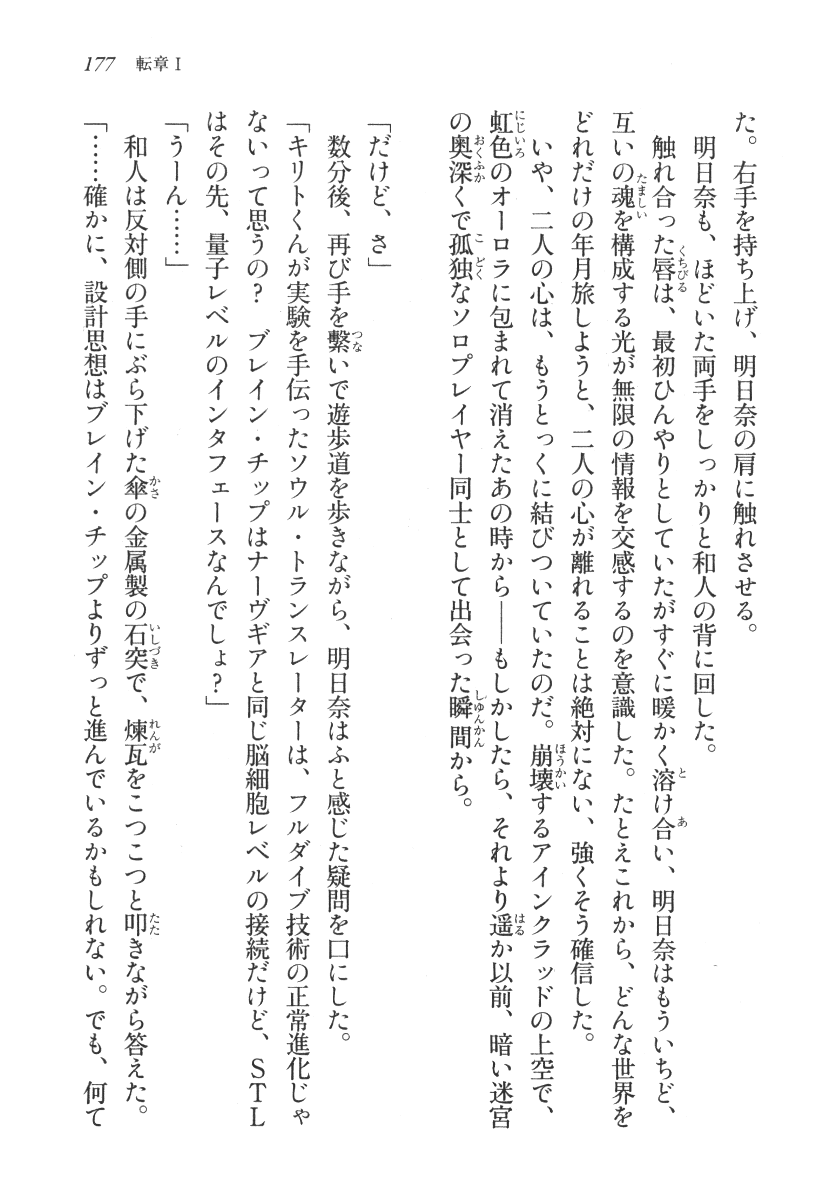 177 転章Ⅰ
た。右手を持ち上げ、明日奈の肩に触れさせる。
　明日奈も、ほどいた両手をしっかりと和人の背に回した。
　触れ合った唇は、最初ひんやりとしていたがすぐに暖かく溶け合い、明日奈はもういちど、
互いの魂を構成する光が無限の情報を交感するのを意識した。たとえこれから、どんな世界を
どれだけの年月旅しようと、二人の心が離れることは絶対にない、強くそう確信した。
　いや、二人の心は、もうとっくに結びついていたのだ。崩壊するアインクラッドの上空で、
虹色のオーロラに包まれて消えたあの時から――もしかしたら、それより遥か以前、暗い迷宮
の奥深くで孤独なソロプレイヤー同士として出会った瞬間から。
「だけど、さ」
　数分後、再び手を繋いで遊歩道を歩きながら、明日奈はふと感じた疑問を口にした。
「キリトくんが実験を手伝ったソウル・トランスレーターは、フルダイブ技術の正常進化じゃ
ないって思うの？　ブレイン・チップはナーヴギアと同じ脳細胞レベルの接続だけど、ＳＴＬ
はその先、量子レベルのインタフェースなんでしょ？」
「うーん……」
　和人は反対側の手にぶら下げた傘の金属製の石突で、煉瓦をこつこつと叩きながら答えた。
「……確かに、設計思想はブレイン・チップよりずっと進んでいるかもしれない。でも、何て